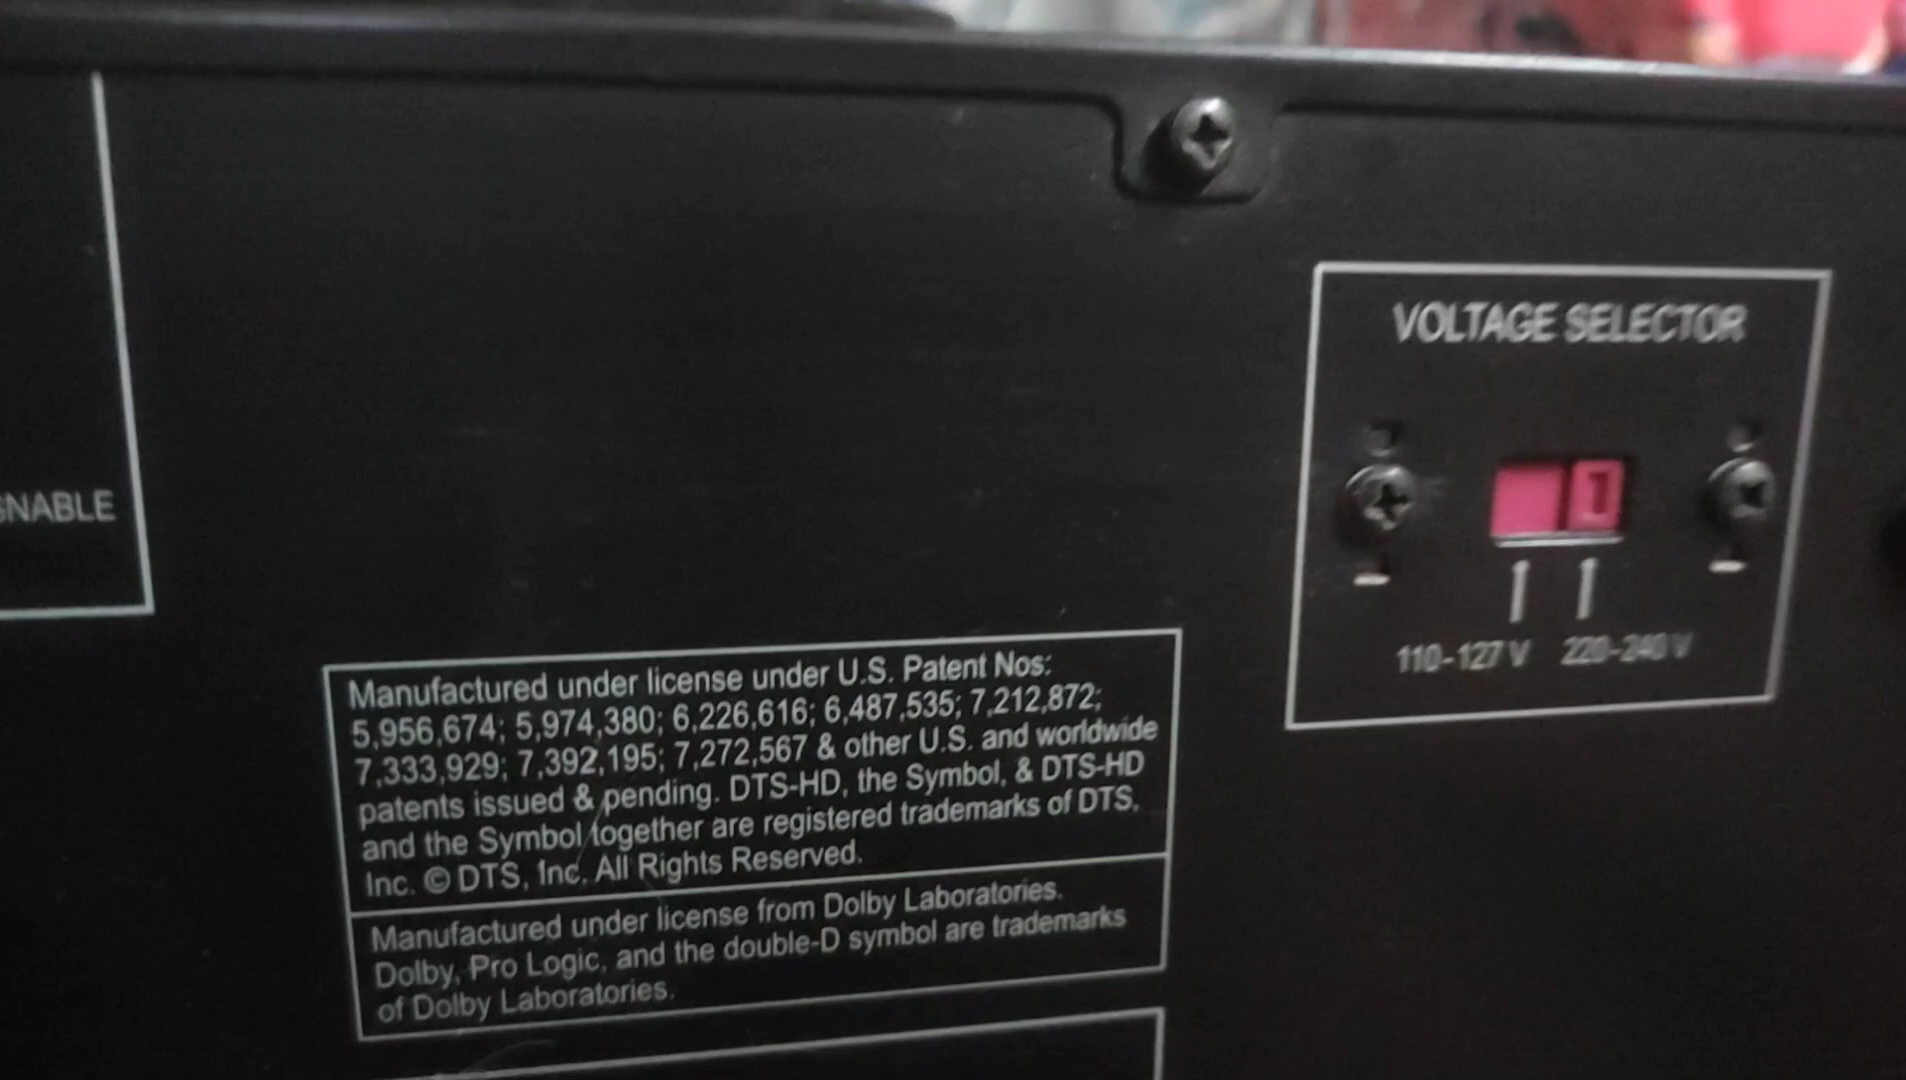 GNABLE
VOLTAGE SELECTOR
110-127 V 220-240 V
Manufactured under license under U.S. Patent Nos:
5,956,674; 5,974,380; 6,226,616; 6,487,535; 7,212,872;
7,333,929; 7,392,195; 7,272,567 & other U.S. and worldwide
patents issued & pending. DTS-HD, the Symbol, & DTS-HD
and the Symbol together are registered trademarks of DTS,
Inc. © DTS, Inc. All Rights Reserved.
Manufactured under license from Dolby Laboratories.
Dolby, Pro Logic, and the double-D symbol are trademarks
of Dolby Laboratories.